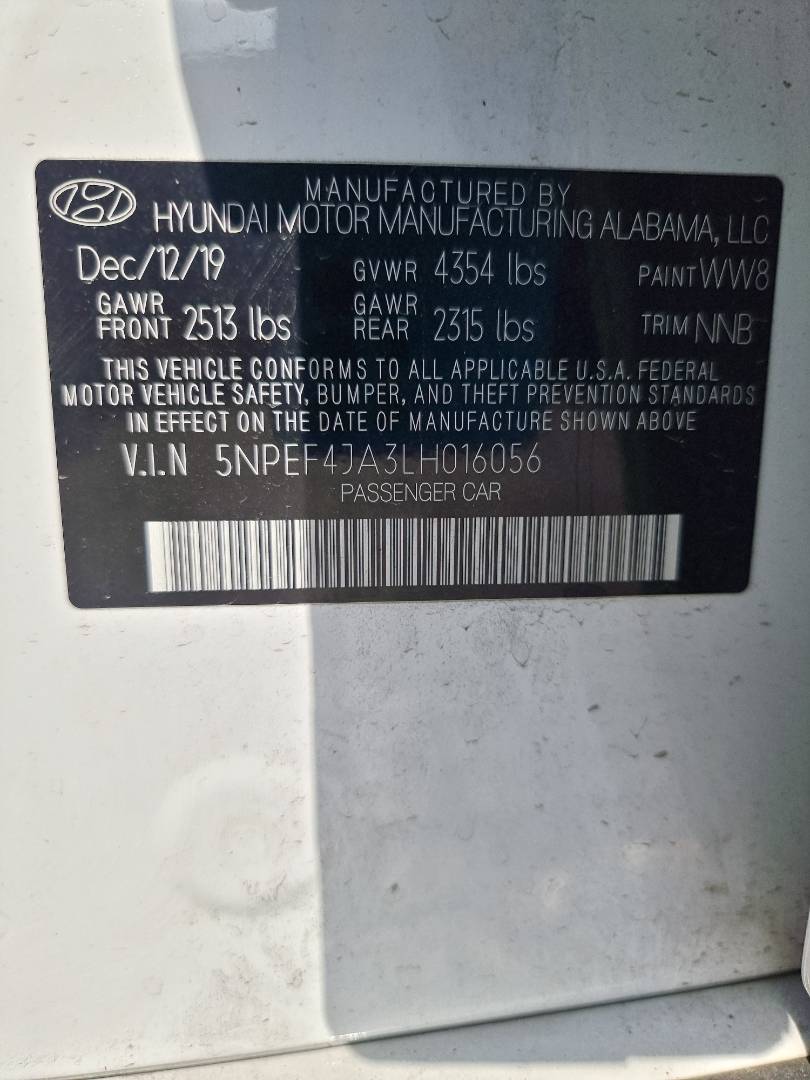 MANUFACTURED BY
HYUNDAI MOTOR MANUFACTURING ALABAMA, LLC
Dec/12/19 GVWR 4354 lbs PAINT WW8
GAWR FRONT 2513 lbs GAWR REAR 2315 lbs TRIM NNB
THIS VEHICLE CONFORMS TO ALL APPLICABLE U.S.A. FEDERAL
MOTOR VEHICLE SAFETY, BUMPER, AND THEFT PREVENTION STANDARDS
IN EFFECT ON THE DATE OF MANUFACTURE SHOWN ABOVE
V.I.N 5NPEF4JA3LH016056
PASSENGER CAR